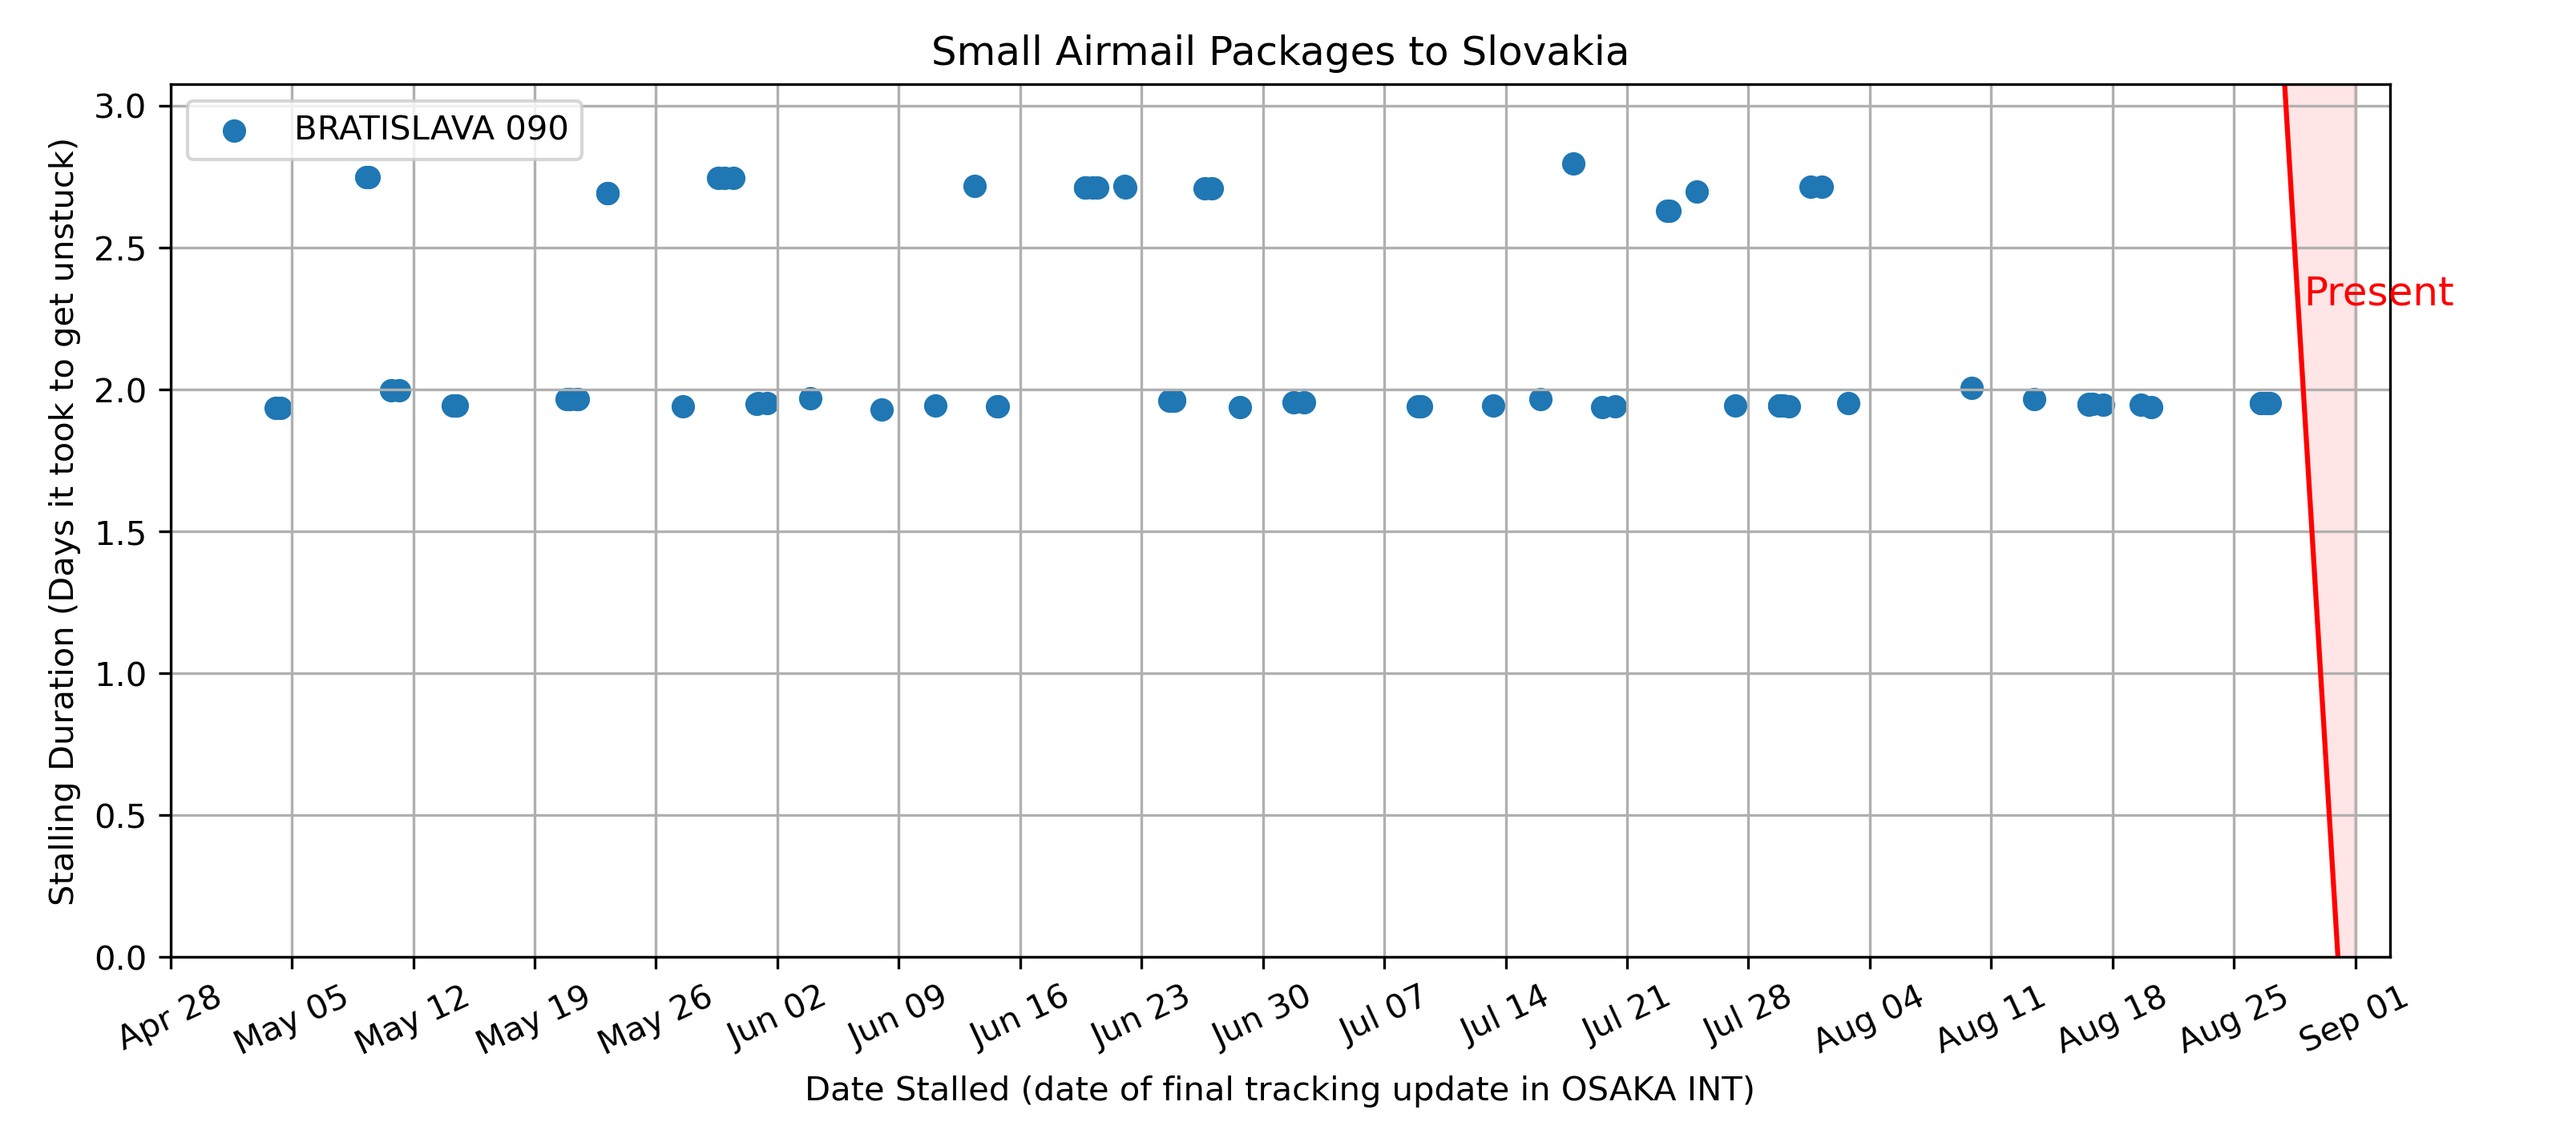 Small Airmail Packages to Slovakia
BRATISLAVA 090
Present
Stalling Duration (Days it took to get unstuck)
3.0
2.5
2.0
1.5
1.0
0.5
0.0
Apr 28 May 05 May 12 May 19 May 26 Jun 02 Jun 09 Jun 16 Jun 23 Jun 30 Jul 07 Jul 14 Jul 21 Jul 28 Aug 04 Aug 11 Aug 18 Aug 25 Sep 01
Date Stalled (date of final tracking update in OSAKA INT)